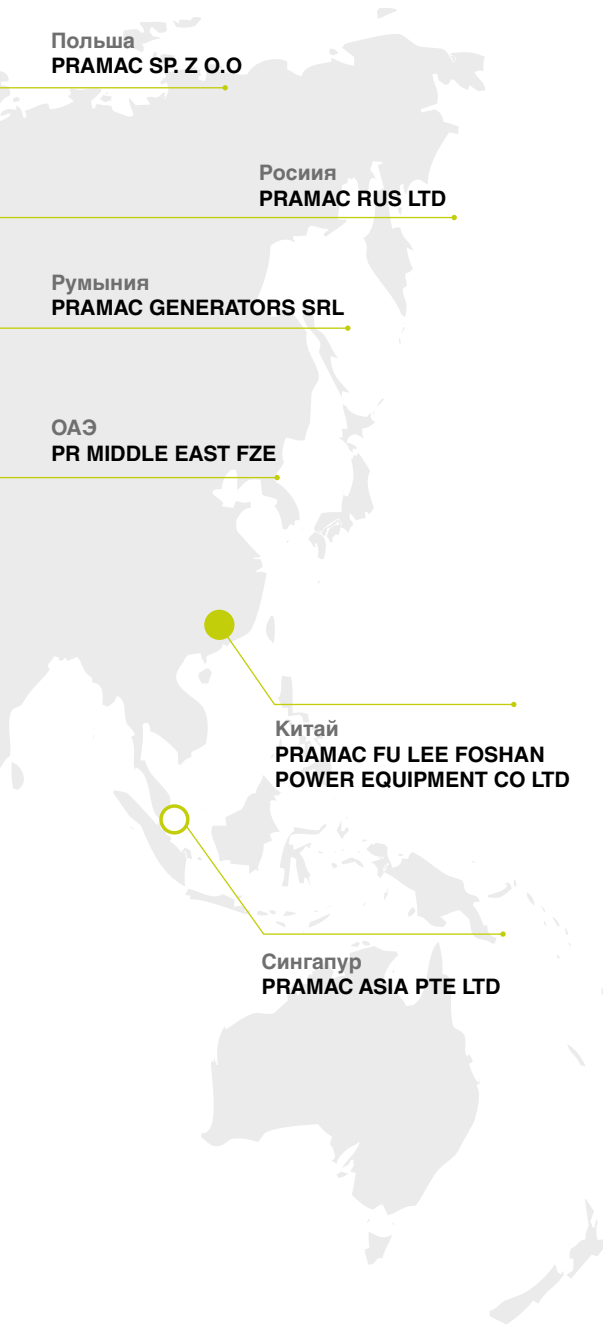 Польша
PRAMAC SP. Z O.O
Росиия
PRAMAC RUS LTD
Румыния
PRAMAC GENERATORS SRL
ОАЭ
PR MIDDLE EAST FZE
Китай
PRAMAC FU LEE FOSHAN
POWER EQUIPMENT CO LTD
Сингапур
PRAMAC ASIA PTE LTD